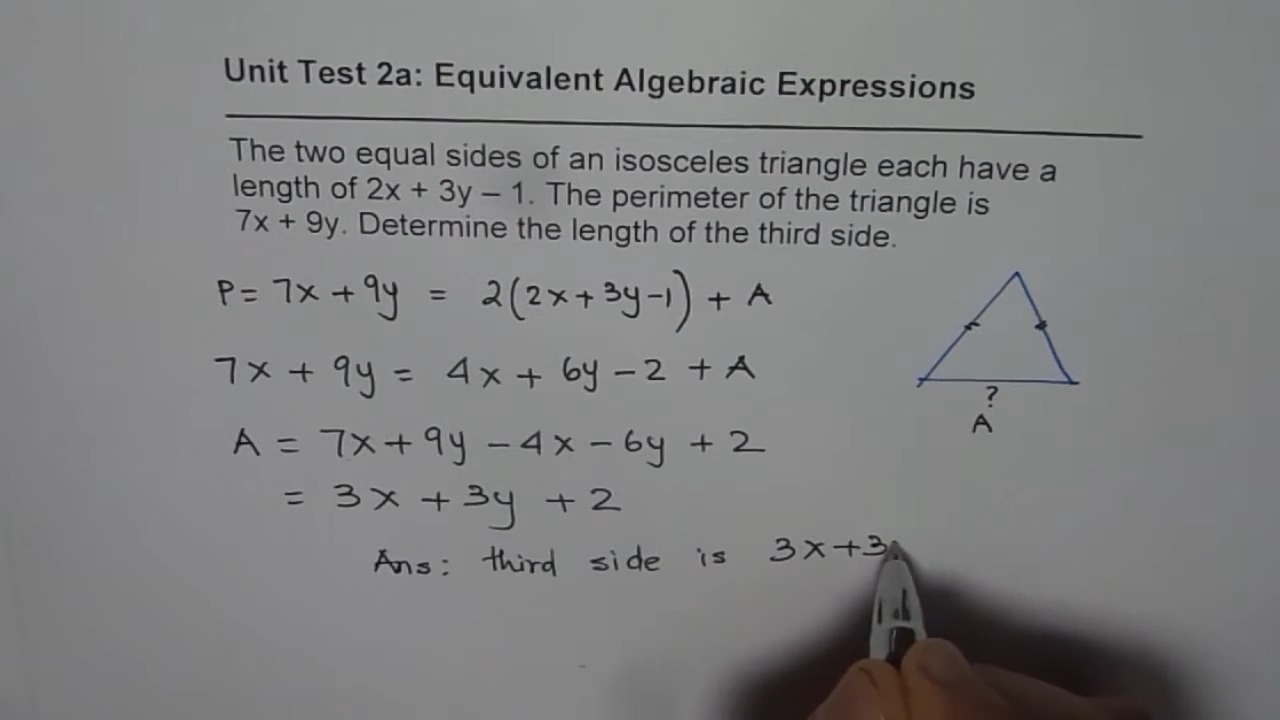 Unit Test 2a: Equivalent Algebraic Expressions
The two equal sides of an isosceles triangle each have a
length of 2x + 3y – 1. The perimeter of the triangle is
7x + 9y. Determine the length of the third side.
P = 7x + 9y = 2(2x + 3y - 1) + A
7x + 9y = 4x + 6y - 2 + A
?
A
A = 7x + 9y - 4x - 6y + 2
= 3x + 3y + 2
Ans: third side is 3x + 3